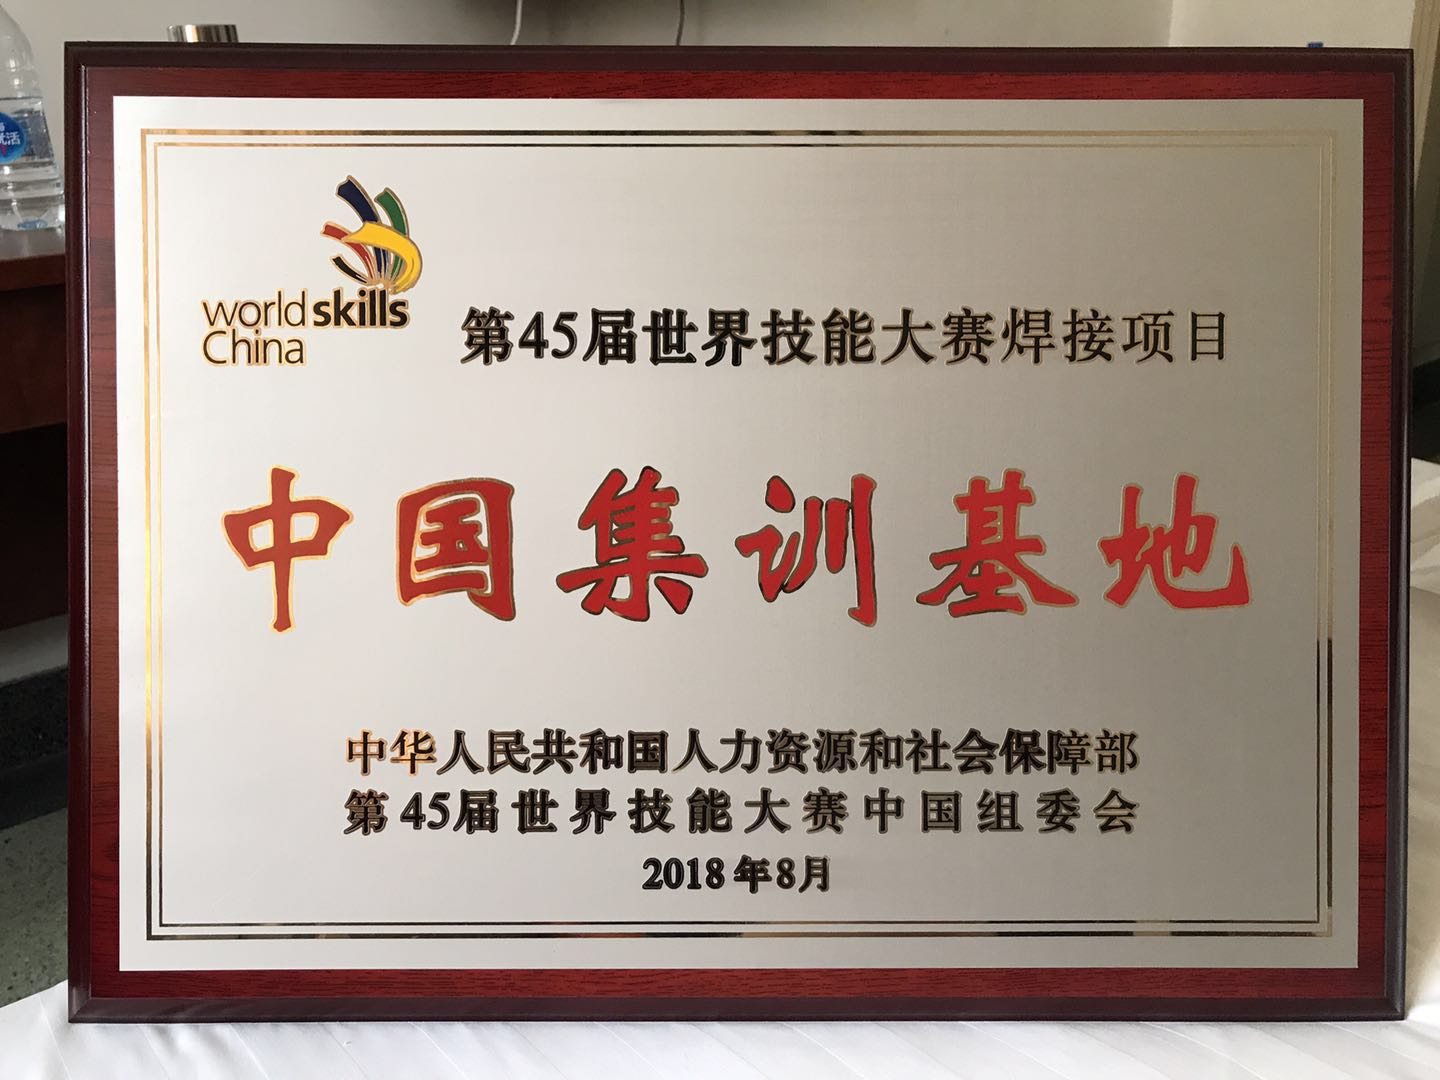 world skills
China
第45届世界技能大赛焊接项目
中国集训基地
中华人民共和国人力资源和社会保障部
第45届世界技能大赛中国组委会
2018年8月